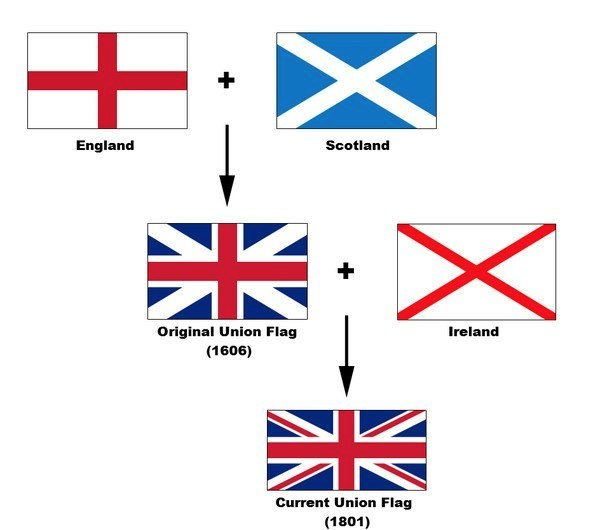 +
England
Scotland
+
Original Union Flag
(1606)
Ireland
Current Union Flag
(1801)